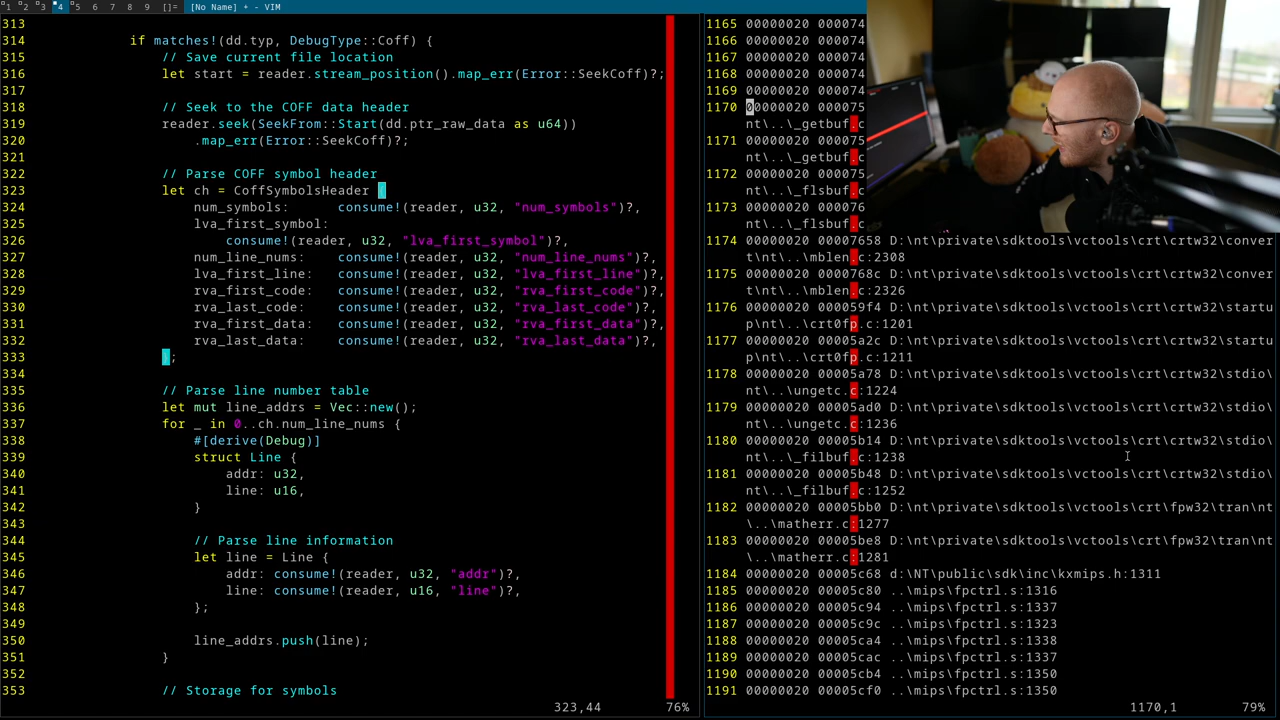 1 2 3 4 5 6 7 8 9 []= [No Name] + - VIM
313
314 if matches!(dd.typ, DebugType::Coff) {
315 // Save current file location
316 let start = reader.stream_position().map_err(Error::SeekCoff)?;
317
318 // Seek to the COFF data header
319 reader.seek(SeekFrom::Start(dd.ptr_raw_data as u64))
320 .map_err(Error::SeekCoff)?;
321
322 // Parse COFF symbol header
323 let ch = CoffSymbolsHeader {
324 num_symbols: consume!(reader, u32, "num_symbols")?,
325 lva_first_symbol:
326 consume!(reader, u32, "lva_first_symbol")?,
327 num_line_nums: consume!(reader, u32, "num_line_nums")?,
328 lva_first_line: consume!(reader, u32, "lva_first_line")?,
329 rva_first_code: consume!(reader, u32, "rva_first_code")?,
330 rva_last_code: consume!(reader, u32, "rva_last_code")?,
331 rva_first_data: consume!(reader, u32, "rva_first_data")?,
332 rva_last_data: consume!(reader, u32, "rva_last_data")?,
333 };
334
335 // Parse line number table
336 let mut line_addrs = Vec::new();
337 for _ in 0..ch.num_line_nums {
338 #[derive(Debug)]
339 struct Line {
340 addr: u32,
341 line: u16,
342 }
343
344 // Parse line information
345 let line = Line {
346 addr: consume!(reader, u32, "addr")?,
347 line: consume!(reader, u16, "line")?,
348 };
349
350 line_addrs.push(line);
351 }
352
353 // Storage for symbols
323,44 76%
1165 00000020 000074
1166 00000020 000074
1167 00000020 000074
1168 00000020 000074
1169 00000020 000074
1170 00000020 000075
nt\..\_getbuf.c
1171 00000020 000075
nt\..\_getbuf.c
1172 00000020 000075
nt\..\_flsbuf.c
1173 00000020 000076
nt\..\_flsbuf.c
1174 00000020 00007658 D:\nt\private\sdktools\vctools\crt\crtw32\conver
t\nt\..\mblen.c:2308
1175 00000020 0000768c D:\nt\private\sdktools\vctools\crt\crtw32\conver
t\nt\..\mblen.c:2326
1176 00000020 000059f4 D:\nt\private\sdktools\vctools\crt\crtw32\startu
p\nt\..\crt0fp.c:1201
1177 00000020 00005a2c D:\nt\private\sdktools\vctools\crt\crtw32\startu
p\nt\..\crt0fp.c:1211
1178 00000020 00005a78 D:\nt\private\sdktools\vctools\crt\crtw32\stdio\
nt\..\ungetc.c:1224
1179 00000020 00005ad0 D:\nt\private\sdktools\vctools\crt\crtw32\stdio\
nt\..\ungetc.c:1236
1180 00000020 00005b14 D:\nt\private\sdktools\vctools\crt\crtw32\stdio\
nt\..\_filbuf.c:1238
1181 00000020 00005b48 D:\nt\private\sdktools\vctools\crt\crtw32\stdio\
nt\..\_filbuf.c:1252
1182 00000020 00005bb0 D:\nt\private\sdktools\vctools\crt\fpw32\tran\nt
\..\matherr.c:1277
1183 00000020 00005be8 D:\nt\private\sdktools\vctools\crt\fpw32\tran\nt
\..\matherr.c:1281
1184 00000020 00005c68 d:\NT\public\sdk\inc\kxmips.h:1311
1185 00000020 00005c80 ..\mips\fpctrl.s:1316
1186 00000020 00005c94 ..\mips\fpctrl.s:1337
1187 00000020 00005c9c ..\mips\fpctrl.s:1323
1188 00000020 00005ca4 ..\mips\fpctrl.s:1338
1189 00000020 00005cac ..\mips\fpctrl.s:1337
1190 00000020 00005cb4 ..\mips\fpctrl.s:1350
1191 00000020 00005cf0 ..\mips\fpctrl.s:1350
1170,1 79%